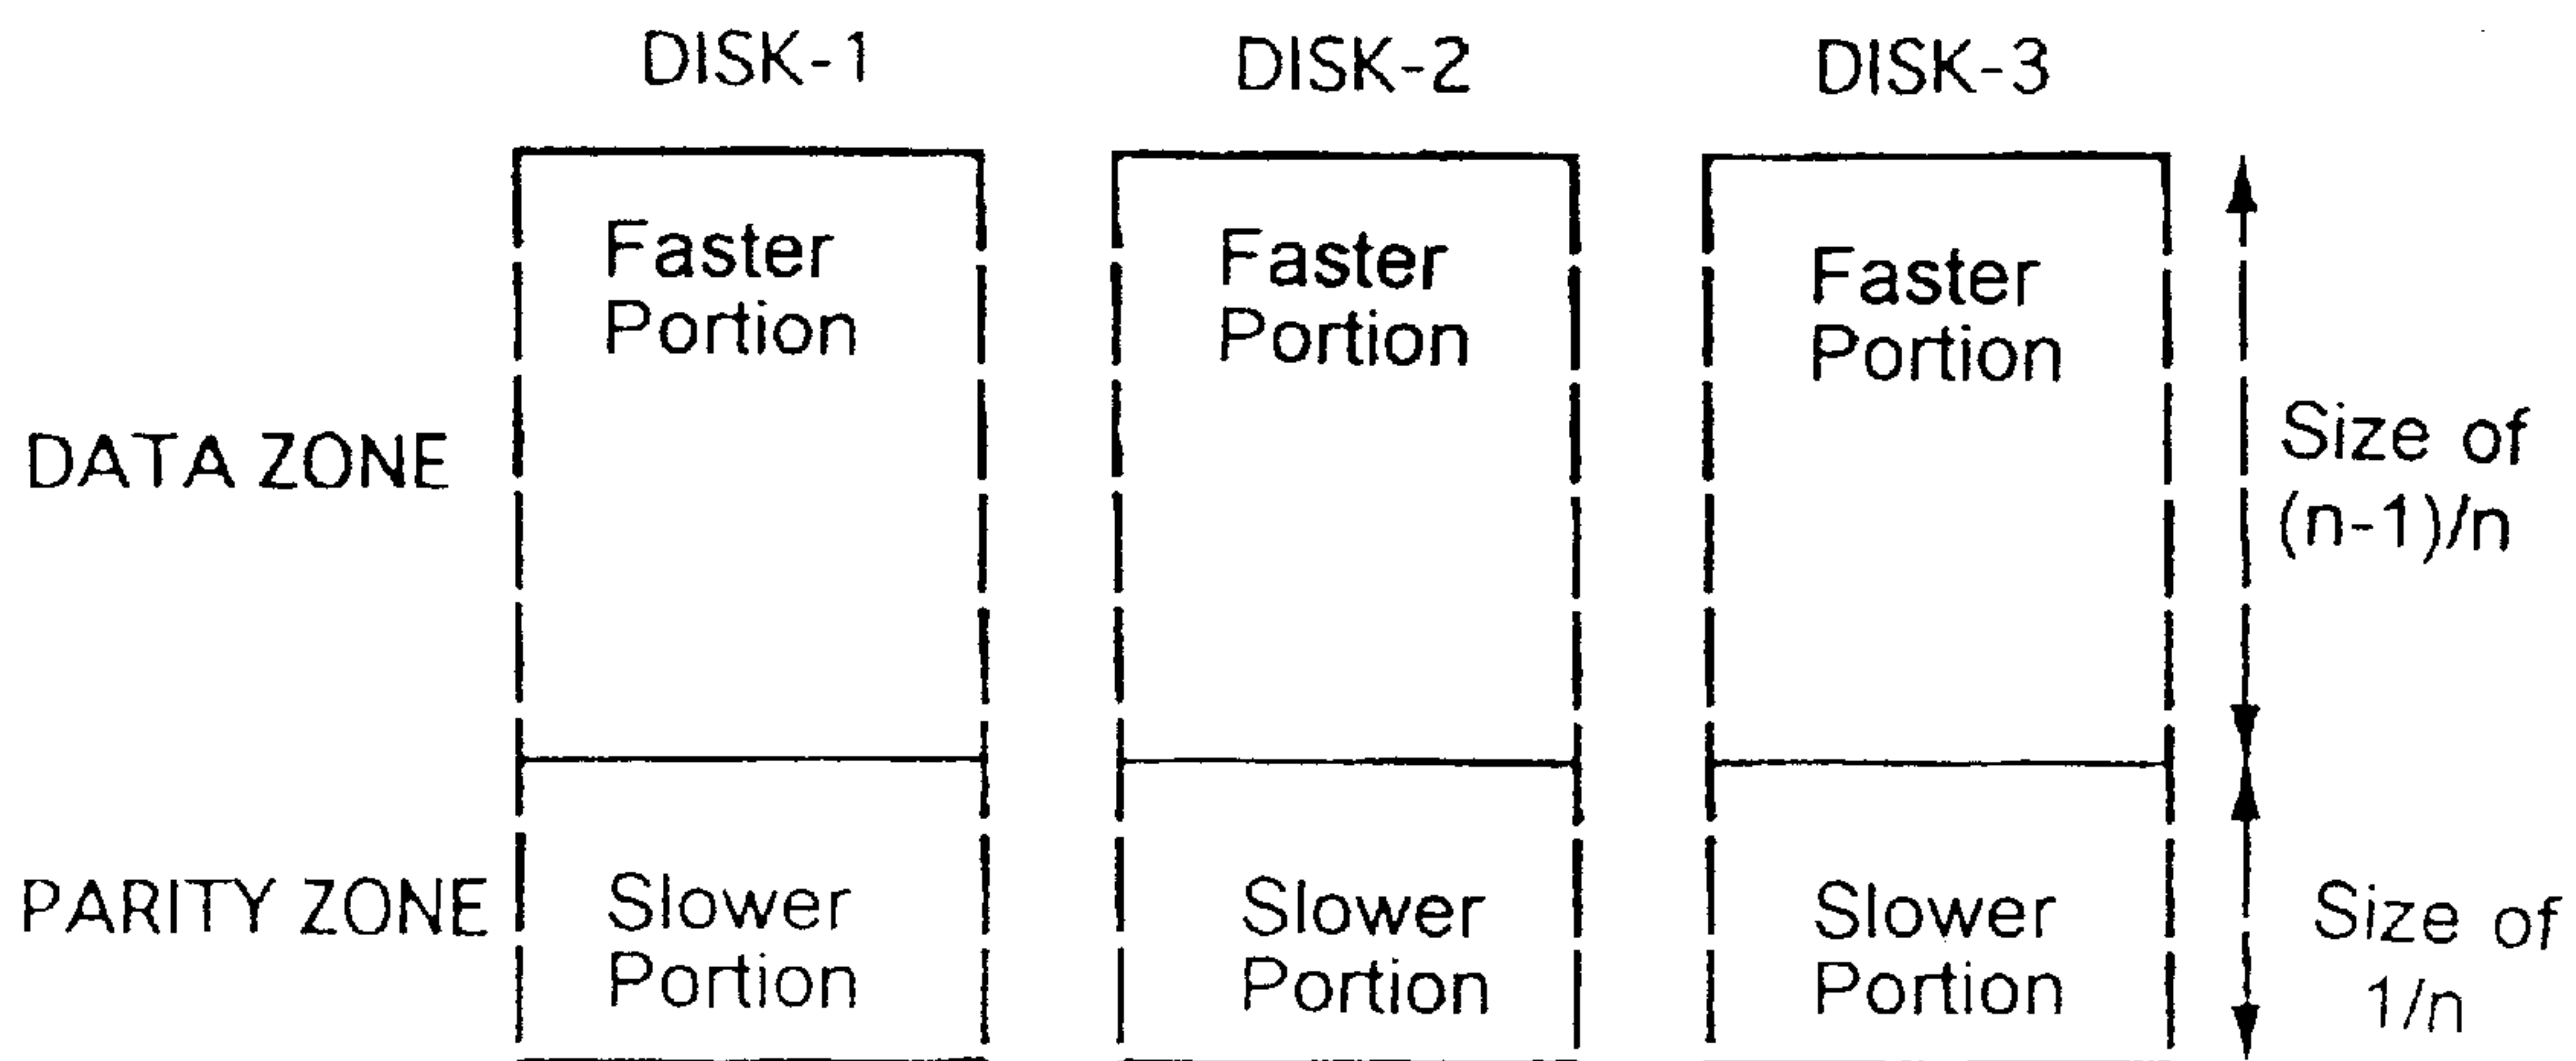 DISK-1
DISK-2
DISK-3
Faster
Portion
Faster
Portion
Faster
Portion
DATA ZONE
Size of
(n-1)/n
PARITY ZONE
Slower
Portion
Slower
Portion
Slower
Portion
Size of
1/n